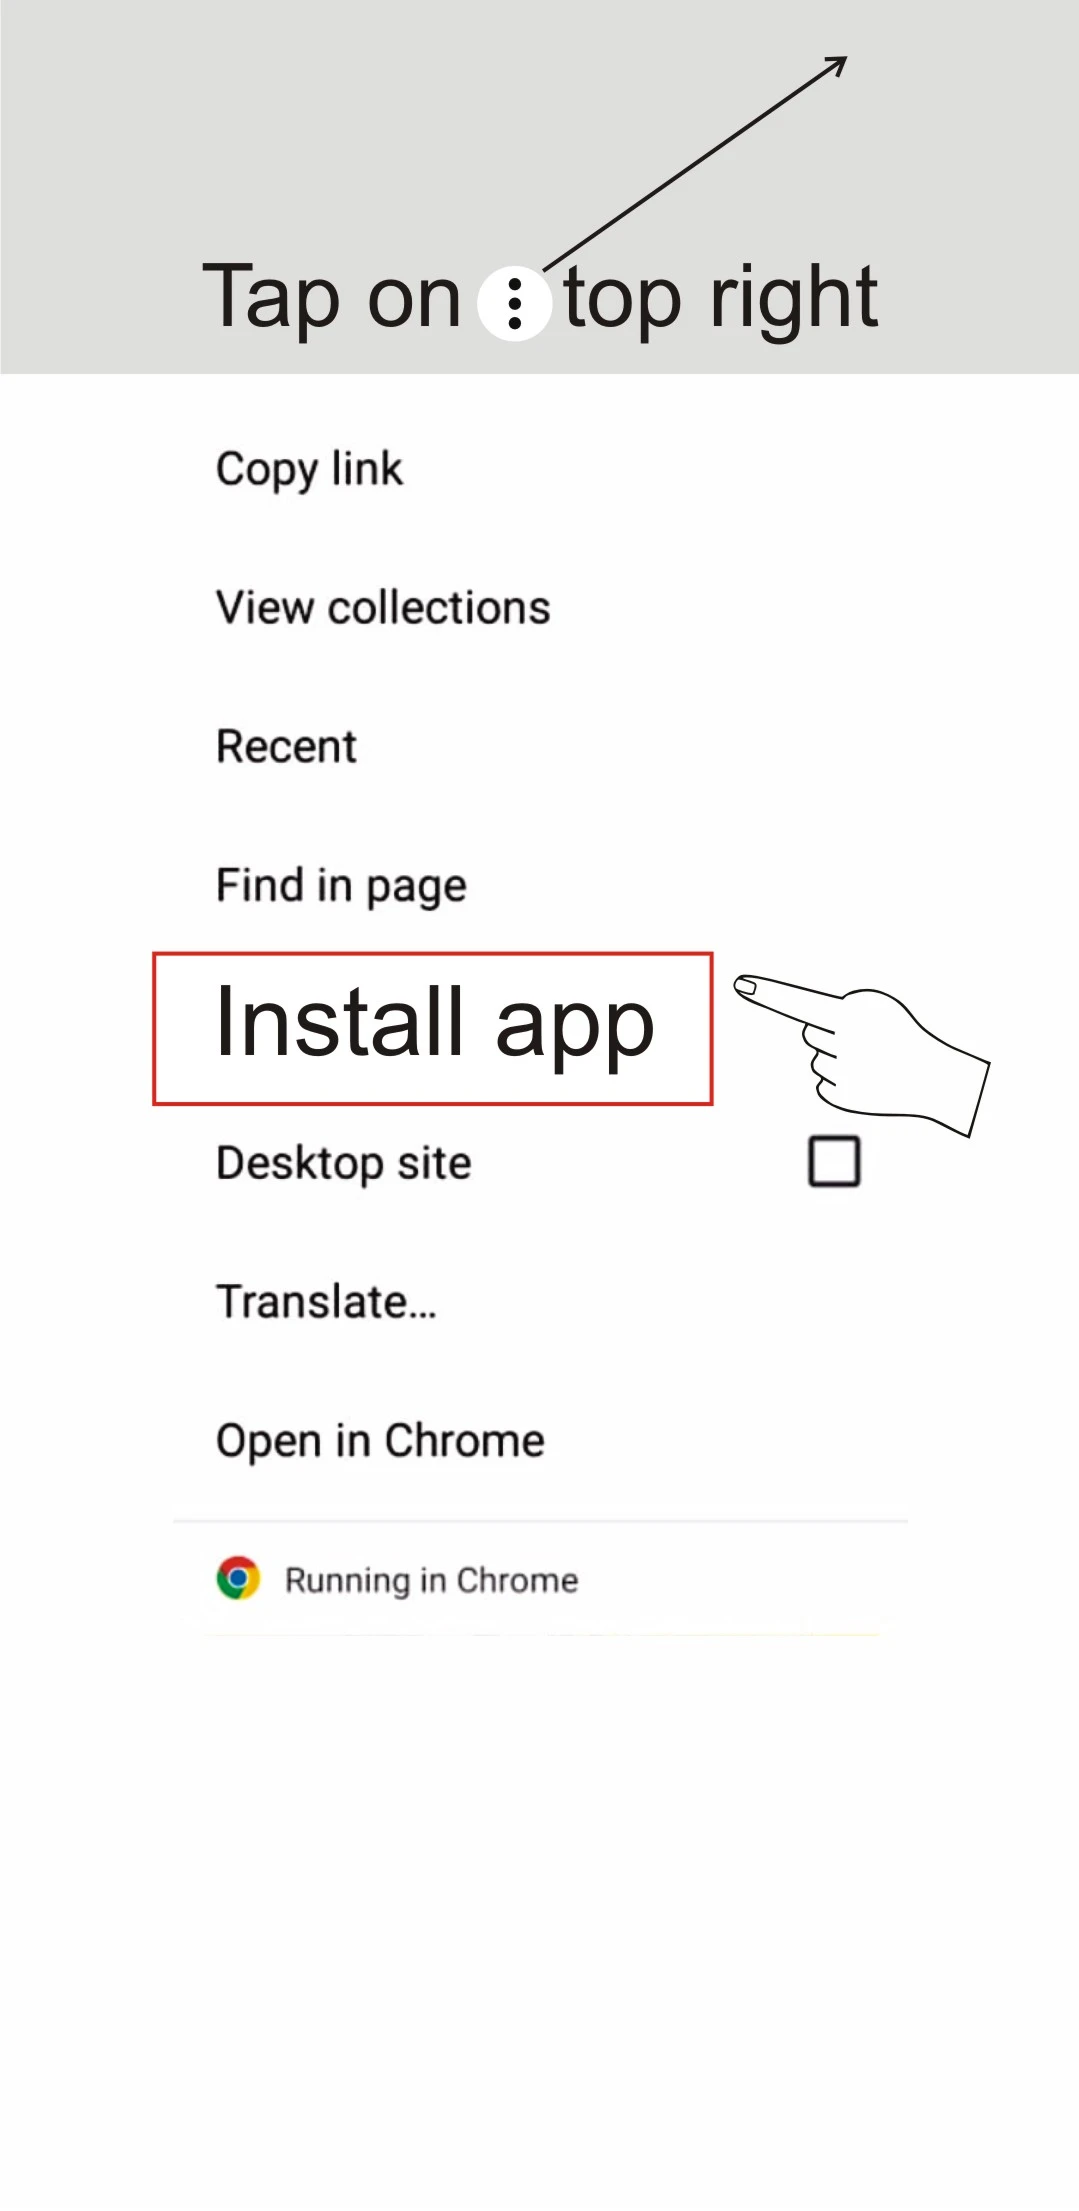 Tap on ⋮ top right
Copy link
View collections
Recent
Find in page
Install app
Desktop site
Translate...
Open in Chrome
Running in Chrome